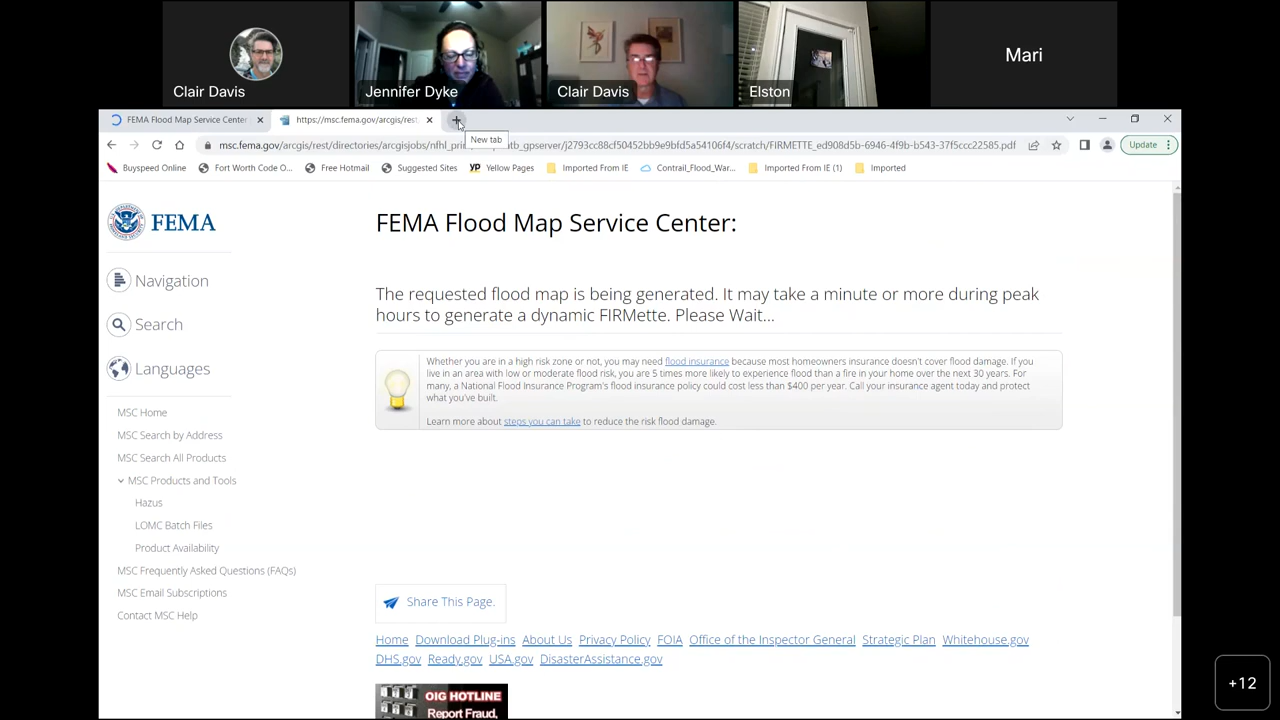 Clair Davis
Jennifer Dyke
Clair Davis
Elston
Mari
Mari
FEMA Flood Map Service Center
https://msc.fema.gov/arcgis/rest
New tab
Update
Buyspeed Online
Fort Worth Code O...
Free Hotmail
Suggested Sites
YP Yellow Pages
Imported From IE
Contrail_Flood_War...
Imported From IE (1)
Imported
FEMA
FEMA Flood Map Service Center:
Navigation
Search
Languages
The requested flood map is being generated. It may take a minute or more during peak
hours to generate a dynamic FIRMette. Please Wait...
Whether you are in a high risk zone or not, you may need flood insurance because most homeowners insurance doesn't cover flood damage. If you
live in an area with low or moderate flood risk, you are 5 times more likely to experience flood than a fire in your home over the next 30 years. For
many, a National Flood Insurance Program's flood insurance policy could cost less than $400 per year. Call your insurance agent today and protect
what you've built.
Learn more about steps you can take to reduce the risk flood damage.
MSC Home
MSC Search by Address
MSC Search All Products
MSC Products and Tools
Hazus
LOMC Batch Files
Product Availability
MSC Frequently Asked Questions (FAQs)
MSC Email Subscriptions
Contact MSC Help
Share This Page.
Home Download Plug-ins About Us Privacy Policy FOIA Office of the Inspector General Strategic Plan Whitehouse.gov
DHS.gov Ready.gov USA.gov DisasterAssistance.gov
OIG HOTLINE
Report Fraud,
+12